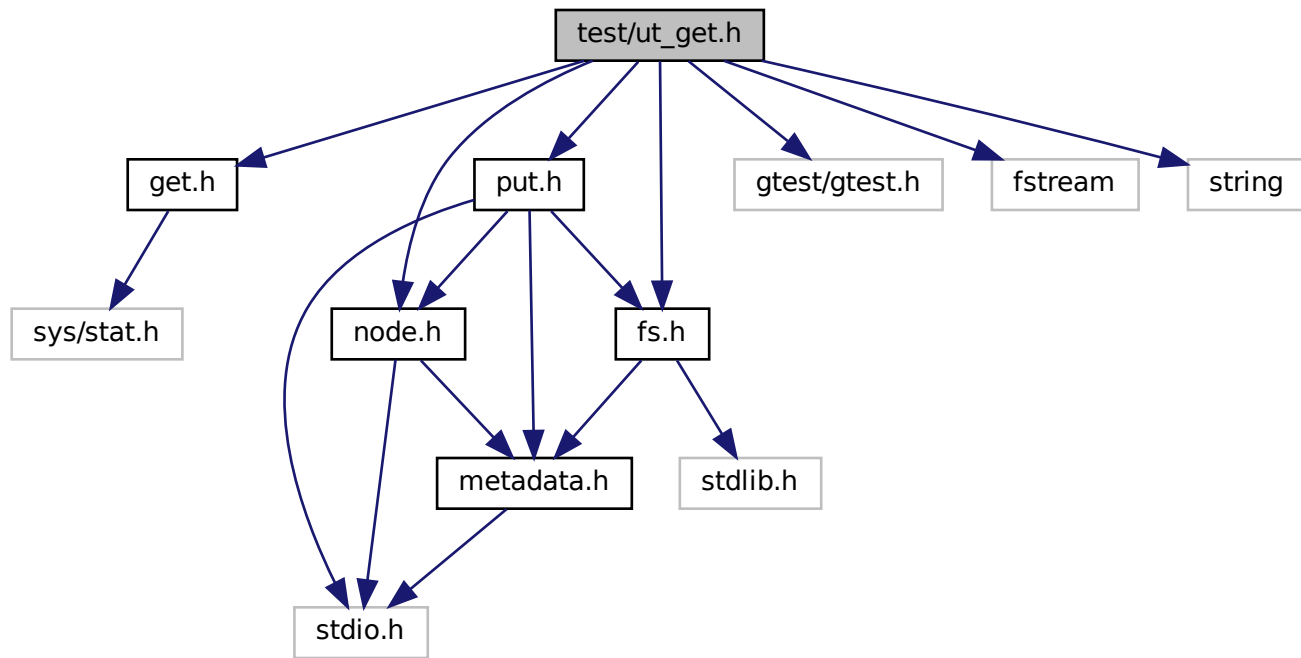 test/ut_get.h
get.h
put.h
gtest/gtest.h
fstream
string
sys/stat.h
node.h
fs.h
metadata.h
stdlib.h
stdio.h